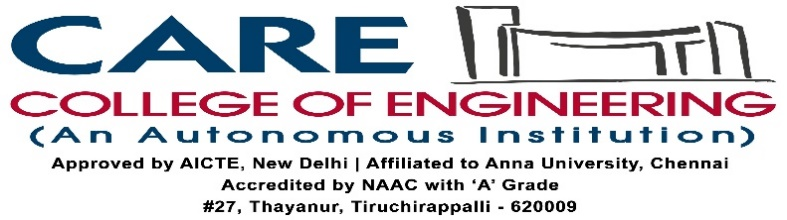 CARE
COLLEGE OF ENGINEERING
(An Autonomous Institution)
Approved by AICTE, New Delhi | Affiliated to Anna University, Chennai
Accredited by NAAC with ‘A’ Grade
#27, Thayanur, Tiruchirappalli - 620009